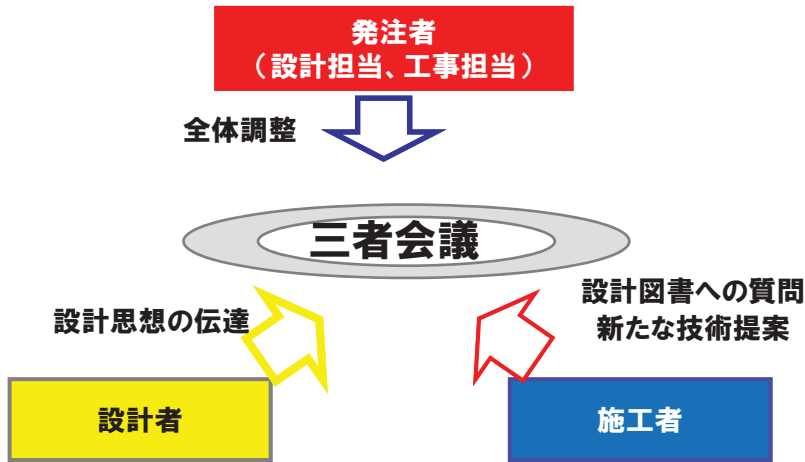 発注者
（設計担当、工事担当）
全体調整
三者会議
設計図書への質問
新たな技術提案
設計思想の伝達
設計者
施工者